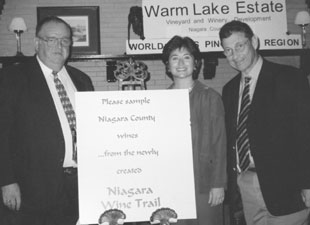 Warm Lake Estate
Vineyard and Winery Development
Niagara
WORLD PINO REGION
Please sample
Niagara County
wines
...from the newly
created
Niagara
Wine Trail